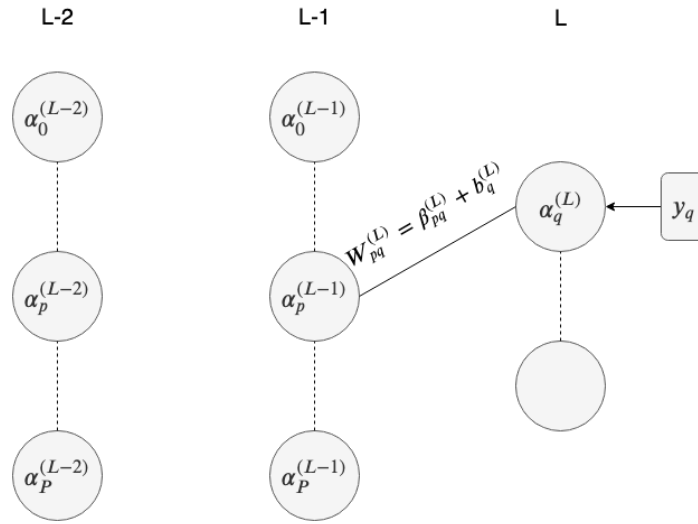 L-2 L-1 L
α_0^{(L−2)} α_0^{(L−1)}
W_{pq}^{(L)} = β_{pq}^{(L)} + b_q^{(L)}
α_q^{(L)} y_q
α_p^{(L−2)} α_p^{(L−1)}
α_P^{(L−2)} α_P^{(L−1)}